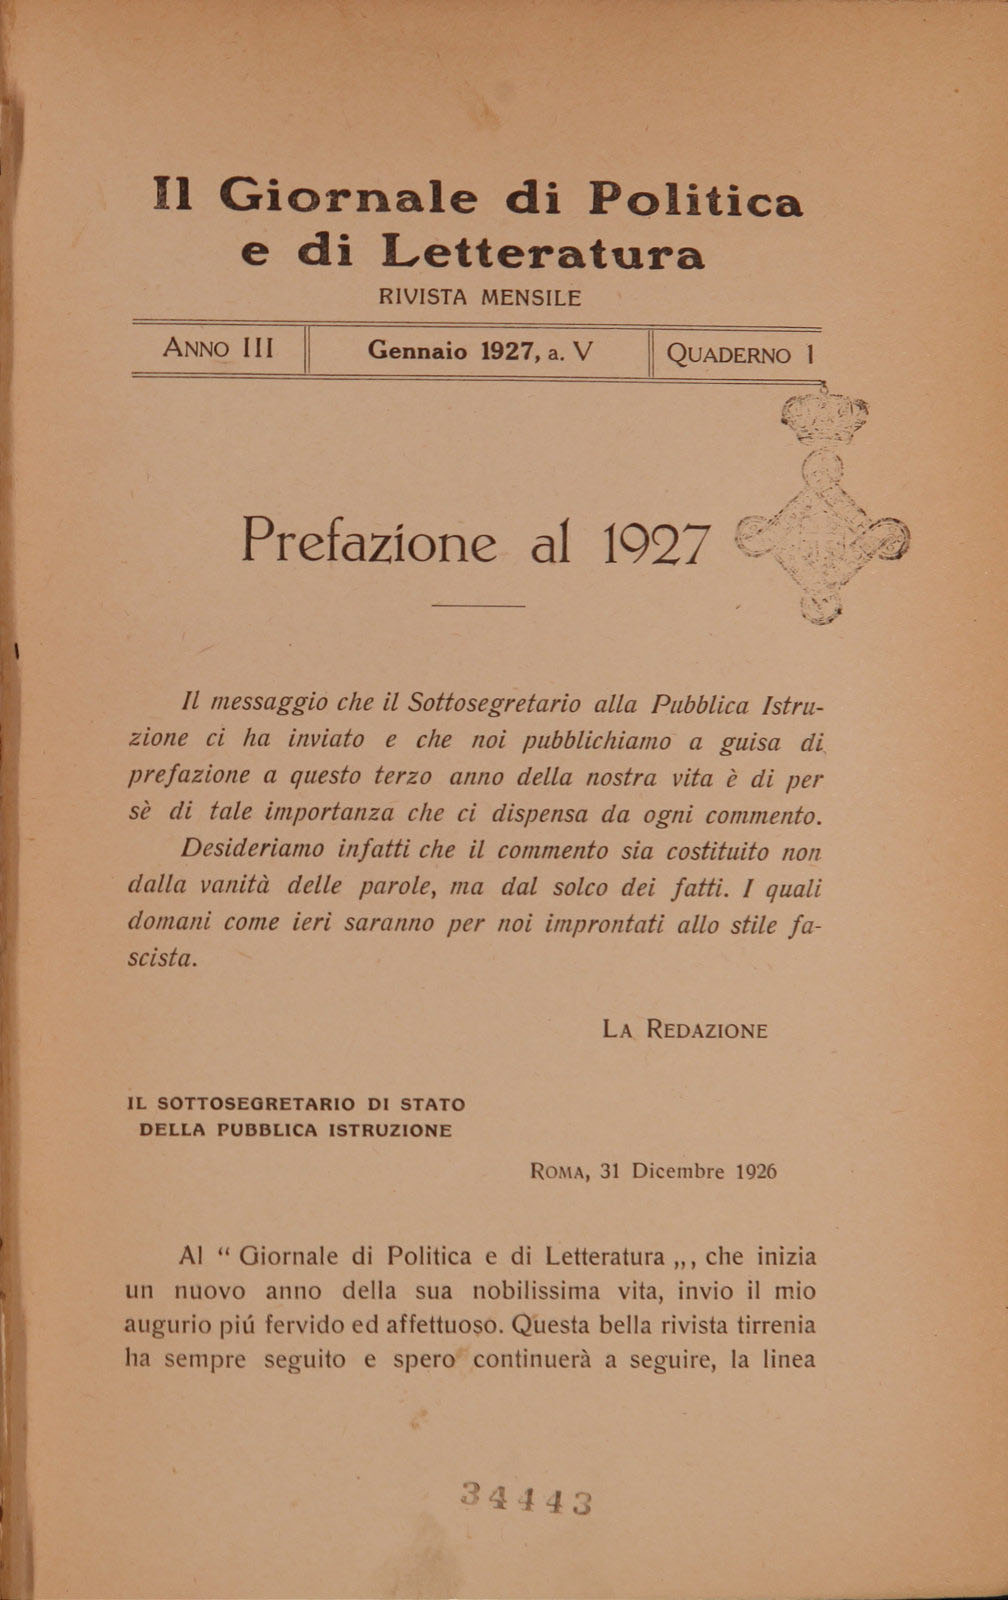 Il Giornale di Politica
e di Letteratura
RIVISTA MENSILE
ANNO III
Gennaio 1927, a. V
QUADERNO 1
Prefazione al 1927
Il messaggio che il Sottosegretario alla Pubblica Istru-
zione ci ha inviato e che noi pubblichiamo a guisa di
prefazione a questo terzo anno della nostra vita è di per
sè di tale importanza che ci dispensa da ogni commento.
Desideriamo infatti che il commento sia costituito non
dalla vanità delle parole, ma dal solco dei fatti. I quali
domani come ieri saranno per noi improntati allo stile fa-
scista.
LA REDAZIONE
IL SOTTOSEGRETARIO DI STATO
DELLA PUBBLICA ISTRUZIONE
ROMA, 31 Dicembre 1926
Al “ Giornale di Politica e di Letteratura „, che inizia
un nuovo anno della sua nobilissima vita, invio il mio
augurio piú fervido ed affettuoso. Questa bella rivista tirrenia
ha sempre seguito e spero continuerà a seguire, la linea
34443